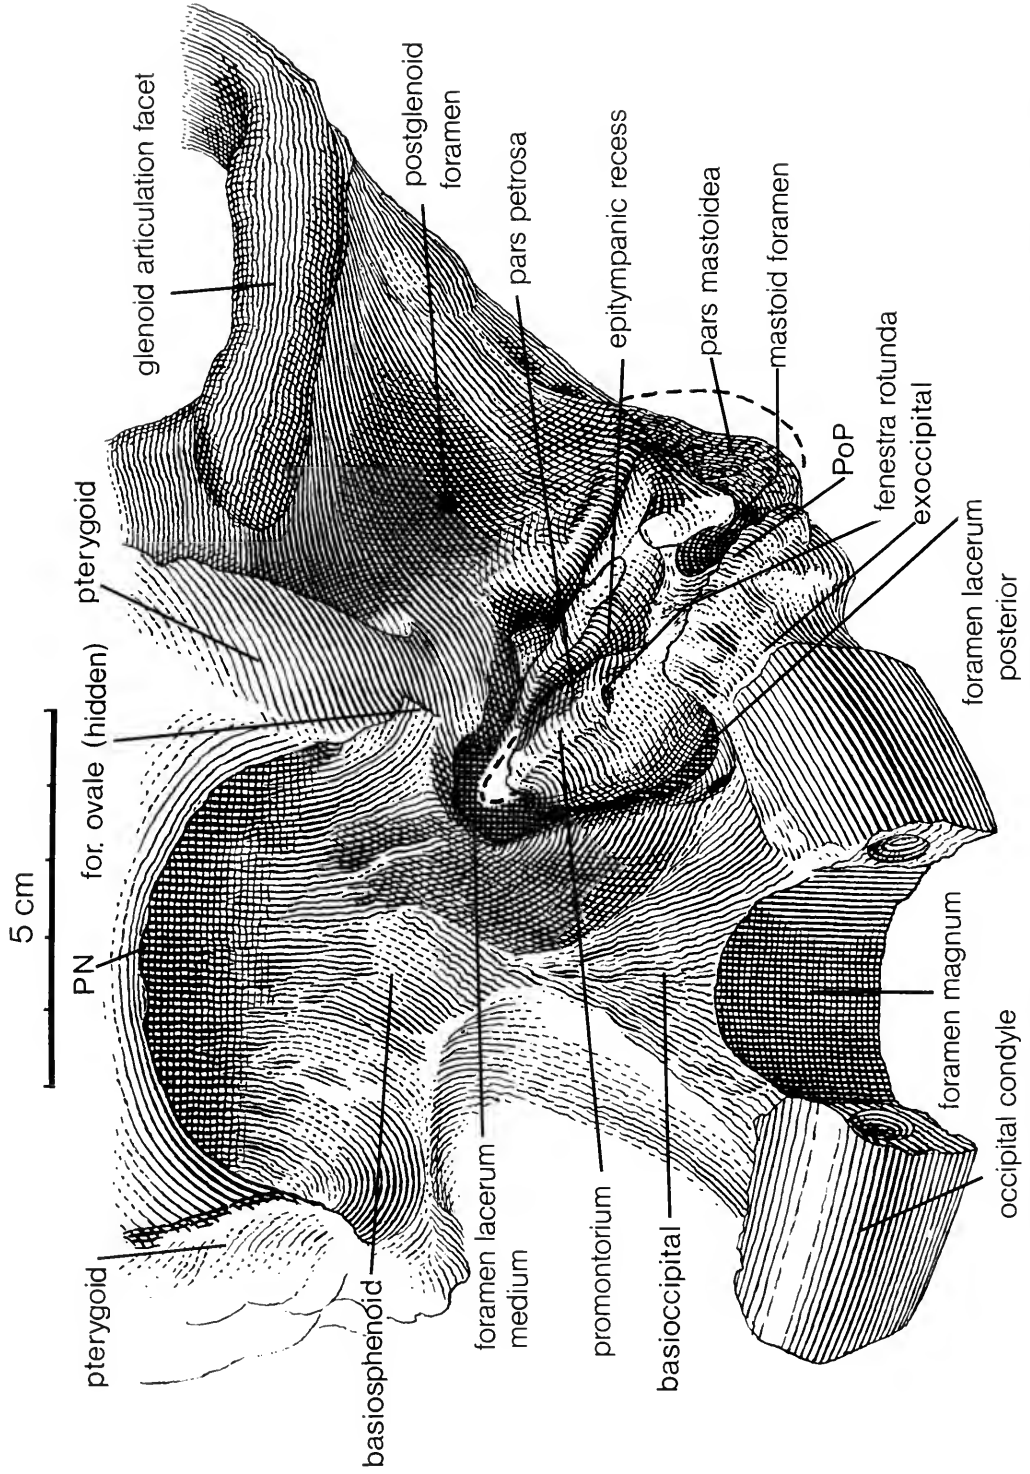 glenoid articulation facet
postglenoid
foramen
pars petrosa
epitympanic recess
pars mastoidea
mastoid foramen
fenestra rotunda
exoccipital
PoP
foramen lacerum
posterior
pterygoid
for. ovale (hidden)
5 cm
PN
foramen magnum
occipital condyle
pterygoid
basiosphenoid
foramen lacerum
medium
promontorium
basioccipital